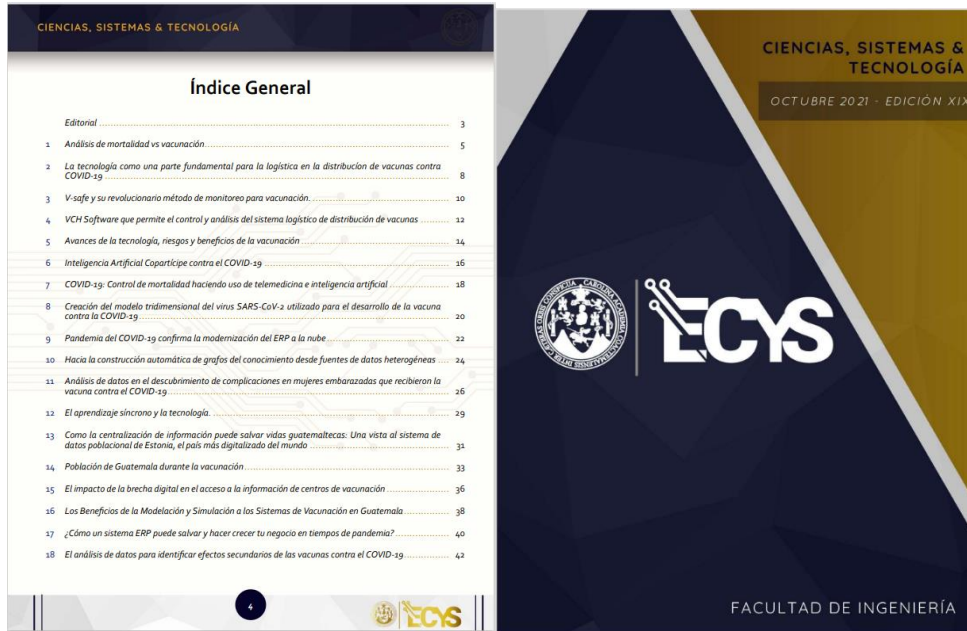 CIENCIAS, SISTEMAS & TECNOLOGÍA
Índice General
Editorial 3
1 Análisis de mortalidad vs vacunación 5
2 La tecnología como una parte fundamental para la logística en la distribución de vacunas contra
COVID-19 8
3 V-safe y su revolucionario método de monitoreo para vacunación. 10
4 VCH Software que permite el control y análisis del sistema logístico de distribución de vacunas 12
5 Avances de la tecnología, riesgos y beneficios de la vacunación 14
6 Inteligencia Artificial Copartícipe contra el COVID-19 16
7 COVID-19: Control de mortalidad haciendo uso de telemedicina e inteligencia artificial 18
8 Creación del modelo tridimensional del virus SARS-CoV-2 utilizado para el desarrollo de la vacuna
contra la COVID-19 20
9 Pandemia del COVID-19 confirma la modernización del ERP a la nube 22
10 Hacia la construcción automática de grafos del conocimiento desde fuentes de datos heterogéneas 24
11 Análisis de datos en el descubrimiento de complicaciones en mujeres embarazadas que recibieron la
vacuna contra el COVID-19 26
12 El aprendizaje síncrono y la tecnología. 29
13 Como la centralización de información puede salvar vidas guatemaltecas: Una vista al sistema de
datos poblacional de Estonia, el país más digitalizado del mundo 31
14 Población de Guatemala durante la vacunación 33
15 El impacto de la brecha digital en el acceso a la información de centros de vacunación 36
16 Los Beneficios de la Modelación y Simulación a los Sistemas de Vacunación en Guatemala 38
17 ¿Cómo un sistema ERP puede salvar y hacer crecer tu negocio en tiempos de pandemia? 40
18 El análisis de datos para identificar efectos secundarios de las vacunas contra el COVID-19 42
4
ECYS
CIENCIAS, SISTEMAS &
TECNOLOGÍA
OCTUBRE 2021 · EDICIÓN XIX
ECYS
FACULTAD DE INGENIERÍA